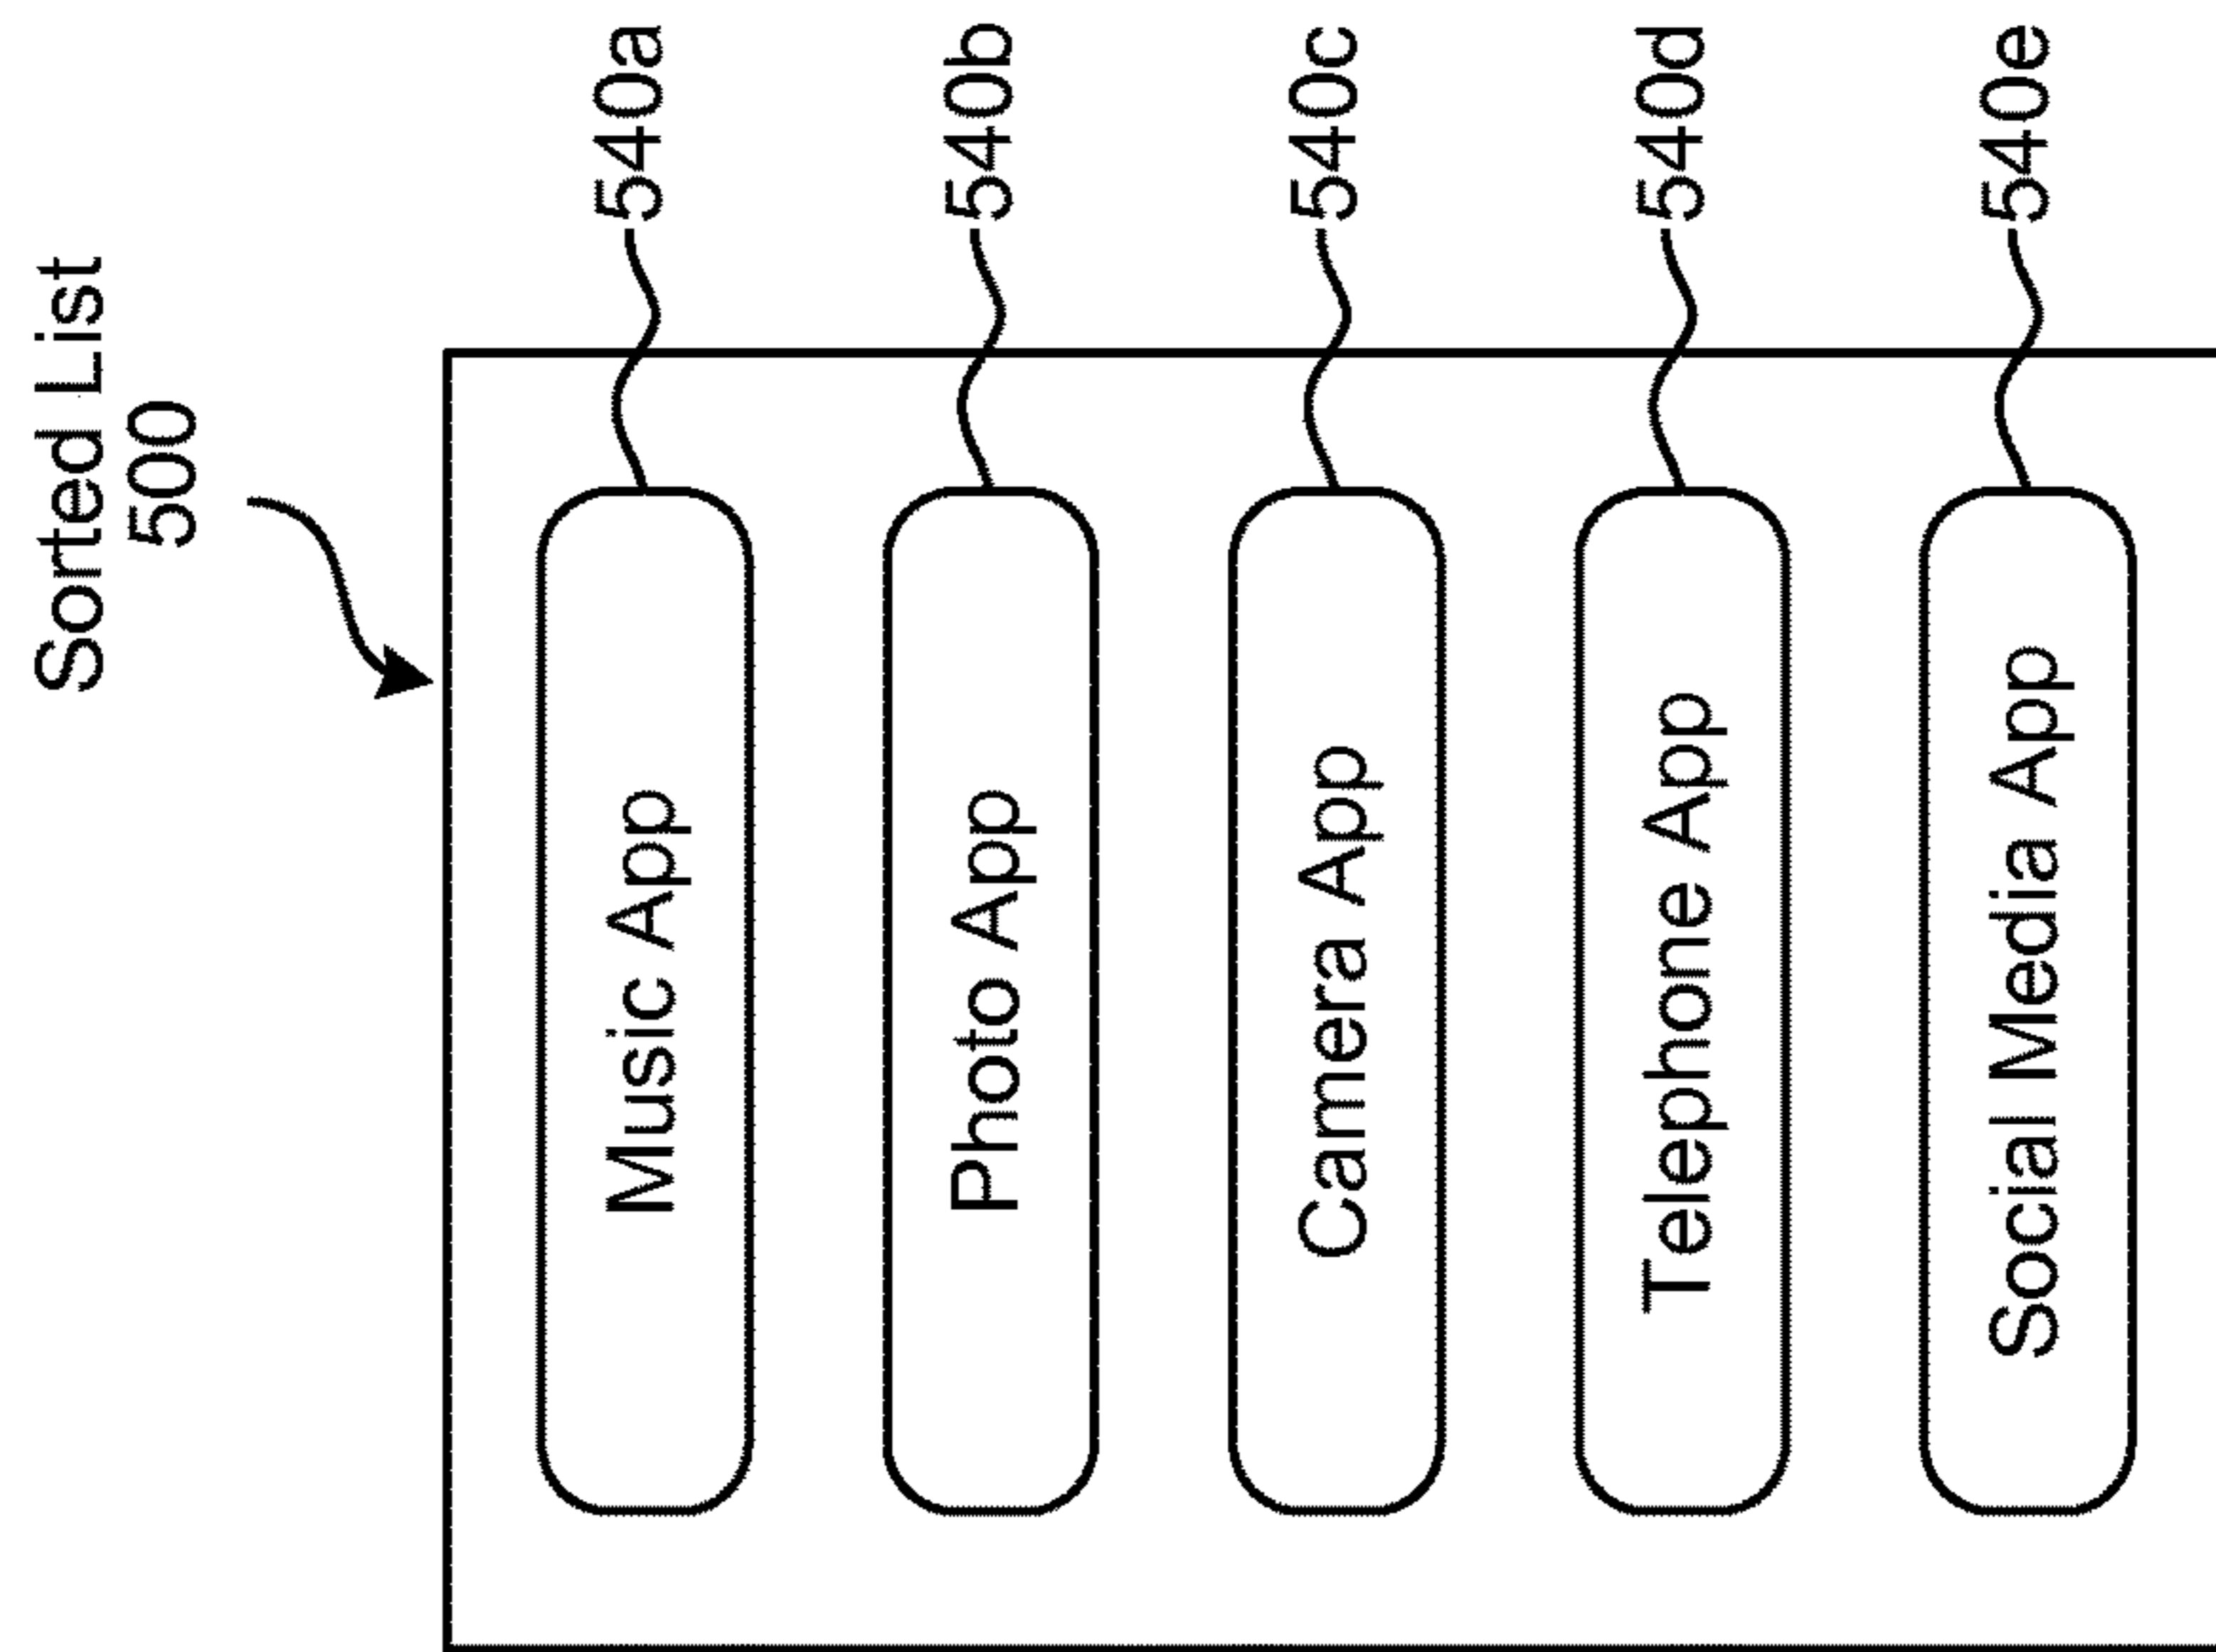 Sorted List
500
Music App
540a
Photo App
540b
Camera App
540c
Telephone App
540d
Social Media App
540e